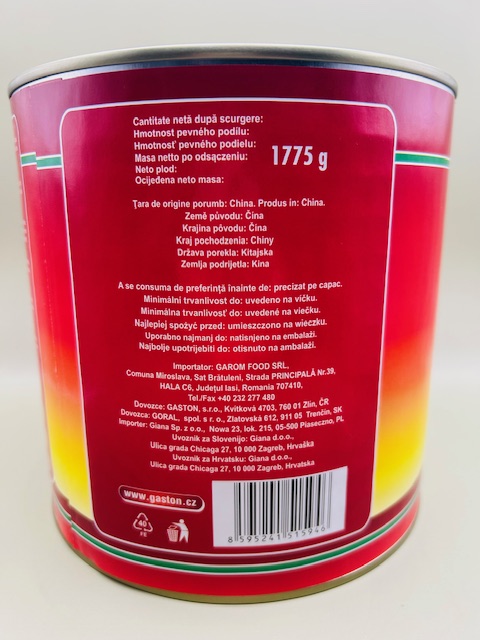 Cantitate netă după scurgere:
Hmotnost pevného podilu:
Hmotnosť pevného podielu:
Masa netto po odsączeniu:
Neto plod:
Ocijeđena neto masa:
1775 g
Ţara de origine porumb: China. Produs in: China.
Země původu: Čína
Krajina pôvodu: Čína
Kraj pochodzenia: Chiny
Država porekla: Kitajska
Zemlja podrijetla: Kina
A se consuma de preferință înainte de: precizat pe capac.
Minimální trvanlivost do: uvedeno na víčku.
Minimálna trvanlivosť do: uvedené na viečku.
Najlepiej spożyć przed: umieszczono na wieczku.
Uporabno najmanj do: natisnjeno na embalaži.
Najbolje upotrijebiti do: otisnuto na ambalaži.
Importator: GAROM FOOD SRL,
Comuna Miroslava, Sat Brătuleni, Strada PRINCIPALĂ Nr.39,
HALA C6, Județul Iasi, Romania 707410,
Tel./Fax +40 232 277 480
Dovozce: GASTON, s.r.o., Kvitková 4703, 760 01 Zlín, ČR
Dovozca: GORAL, spol. s r. o., Zlatovská 612, 911 05 Trenčín, SK
Importer: Giana Sp. z o.o., Nowa 23, lok. 215, 05-500 Piaseczno, PL
Uvoznik za Slovenijo: Giana d.o.o.,
Ulica grada Chicaga 27, 10 000 Zagreb, Hrvaška
Uvoznik za Hrvatsku: Giana d.o.o.,
Ulica grada Chicaga 27, 10 000 Zagreb, Hrvatska
www.gaston.cz
40
FE
8 595241 515946